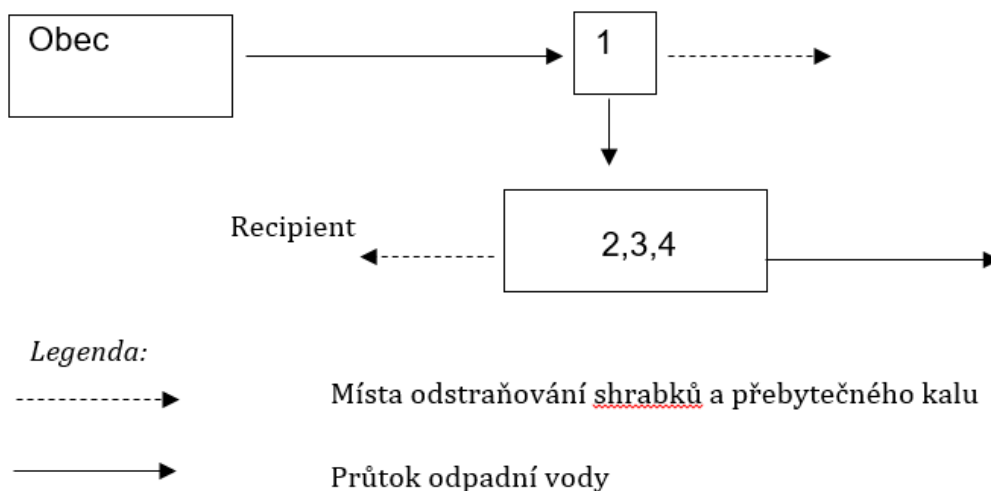 Obec
1
Recipient
2,3,4
Legenda:
Místa odstraňování shrabků a přebytečného kalu
Průtok odpadní vody